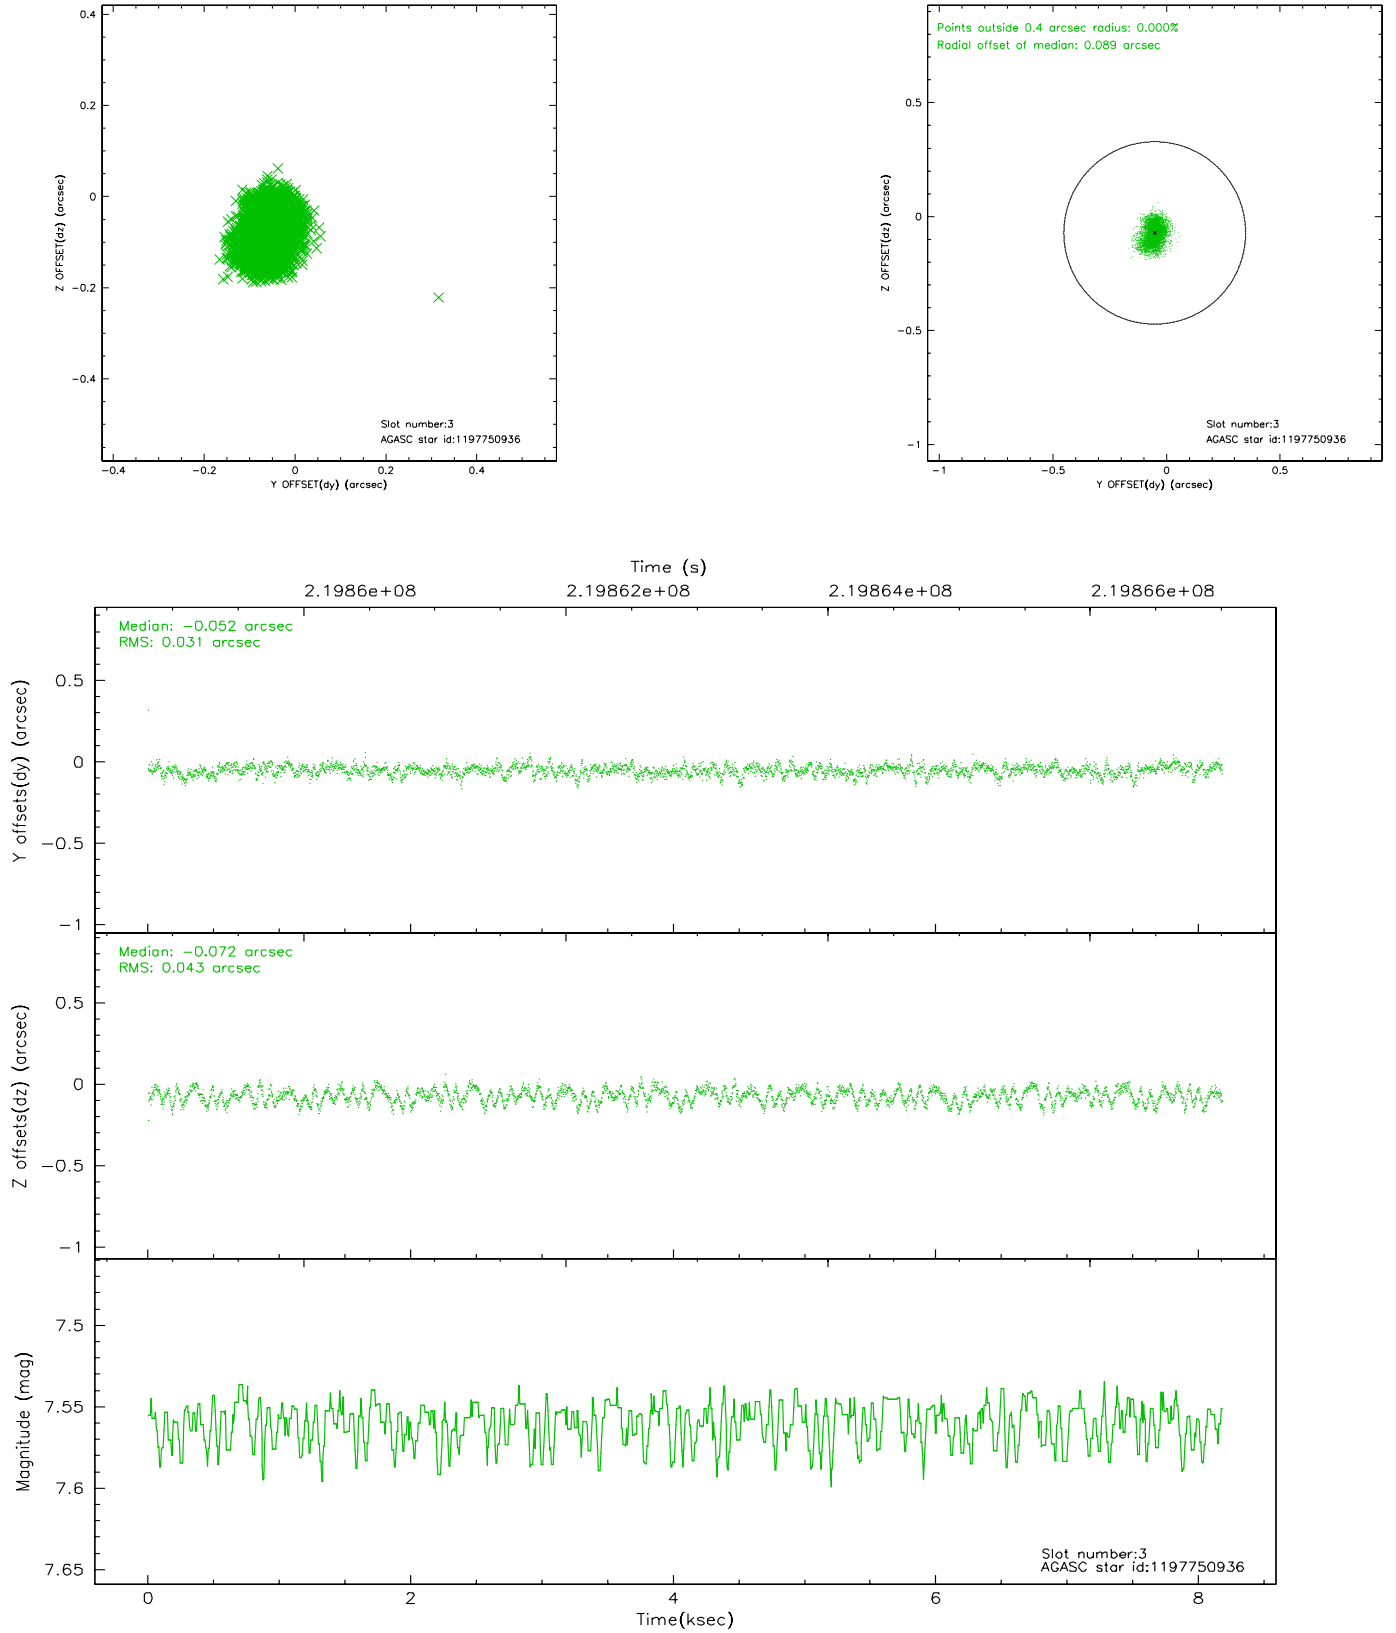 0.4
0.2
0
−0.2
−0.4
Z OFFSET(dz) (arcsec)
Slot number:3
AGASC star id:1197750936
−0.4 −0.2 0 0.2 0.4
Y OFFSET(dy) (arcsec)
Points outside 0.4 arcsec radius: 0.000%
Radial offset of median: 0.089 arcsec
0.5
0
−0.5
−1
Z OFFSET(dz) (arcsec)
Slot number:3
AGASC star id:1197750936
−1 −0.5 0 0.5
Y OFFSET(dy) (arcsec)
Time (s)
2.1986e+08 2.19862e+08 2.19864e+08 2.19866e+08
Median: −0.052 arcsec
RMS: 0.031 arcsec
0.5
0
−0.5
−1
Y offsets(dy) (arcsec)
Median: −0.072 arcsec
RMS: 0.043 arcsec
0.5
0
−0.5
−1
Z offsets(dz) (arcsec)
7.5
7.55
7.6
7.65
Magnitude (mag)
Slot number:3
AGASC star id:1197750936
0 2 4 6 8
Time(ksec)